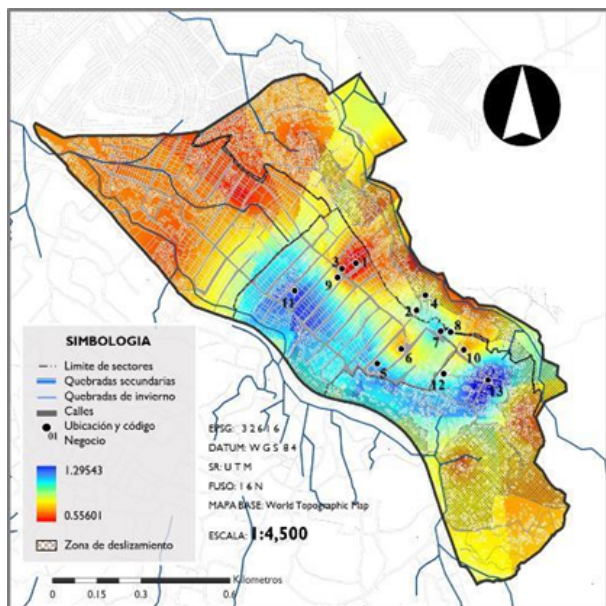 3
1
9
4
11
2
8
7
6
10
5
12
13
SIMBOLOGIA
Limite de sectores
Quebradas secundarias
Quebradas de invierno
Calles
Ubicación y código
01 Negocio
1.29543
0.55601
Zona de deslizamiento
EPSG: 32616
DATUM: WGS 84
SR: UTM
FUSO: 16N
MAPA BASE: World Topographic Map
ESCALA: 1:4,500
Kilometros
0 0.15 0.3 0.6